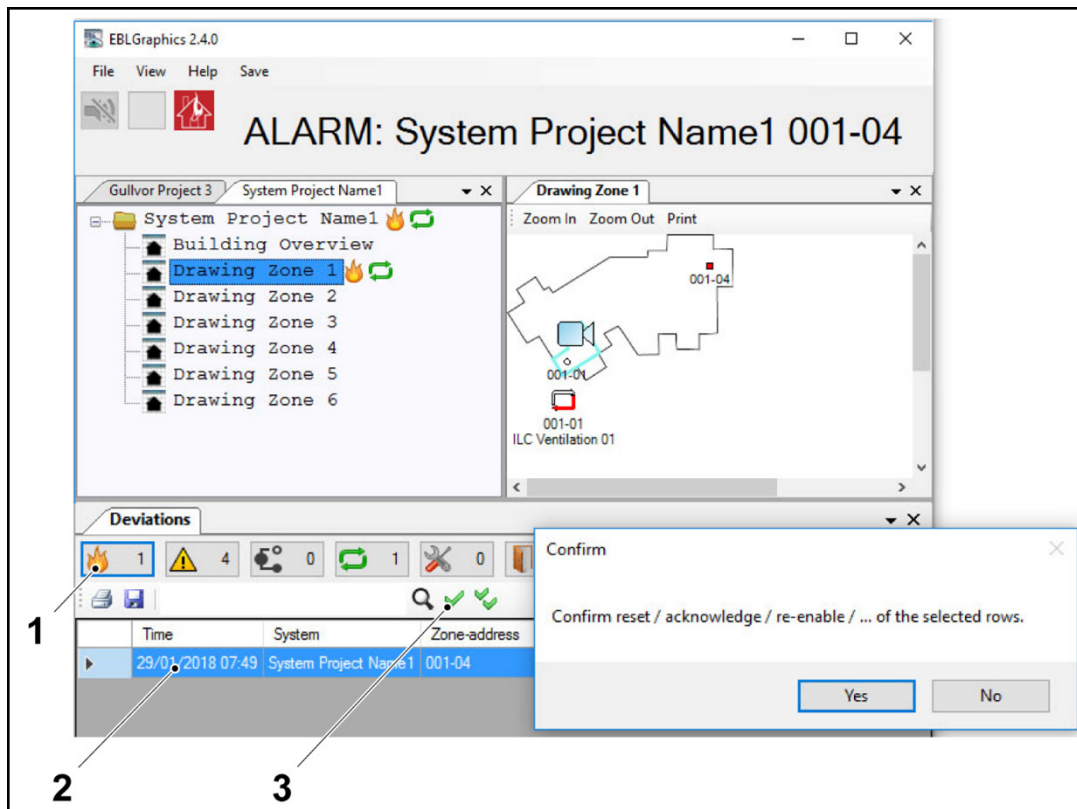 EBLGraphics 2.4.0
File View Help Save
ALARM: System Project Name1 001-04
Gullvor Project 3 System Project Name1
System Project Name1
Building Overview
Drawing Zone 1
Drawing Zone 2
Drawing Zone 3
Drawing Zone 4
Drawing Zone 5
Drawing Zone 6
Drawing Zone 1
Zoom In Zoom Out Print
001-04
001-01
001-01
ILC Ventilation 01
Deviations
1 4 0 1 0
Time System Zone-address
29/01/2018 07:49 System Project Name1 001-04
Confirm
Confirm reset / acknowledge / re-enable / ... of the selected rows.
Yes No
1
2 3